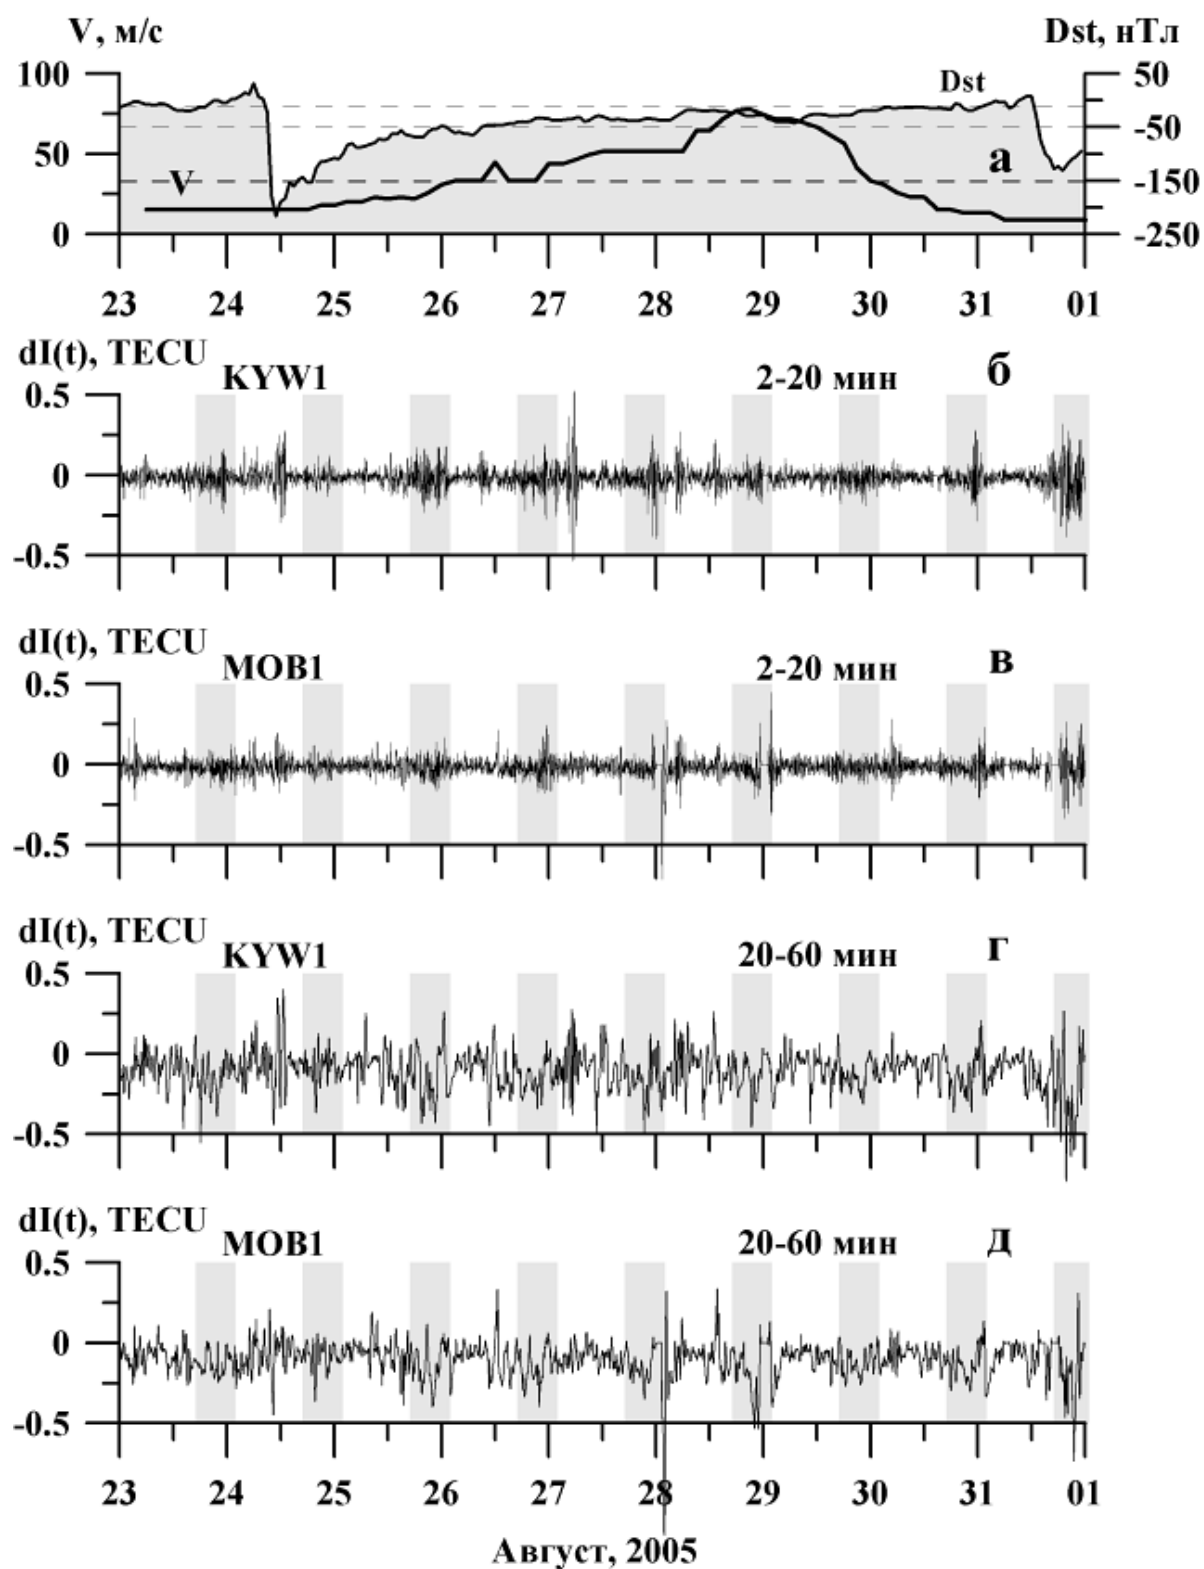 V, м/с Dst, нТл
100 50
Dst
50 -50
V а
-150
0 -250
23 24 25 26 27 28 29 30 31 01
dI(t), TECU
KYW1 2-20 мин б
0.5
0
-0.5
dI(t), TECU
MOB1 2-20 мин в
0.5
0
-0.5
dI(t), TECU
KYW1 20-60 мин г
0.5
0
-0.5
dI(t), TECU
MOB1 20-60 мин д
0.5
0
-0.5
23 24 25 26 27 28 29 30 31 01
Август, 2005